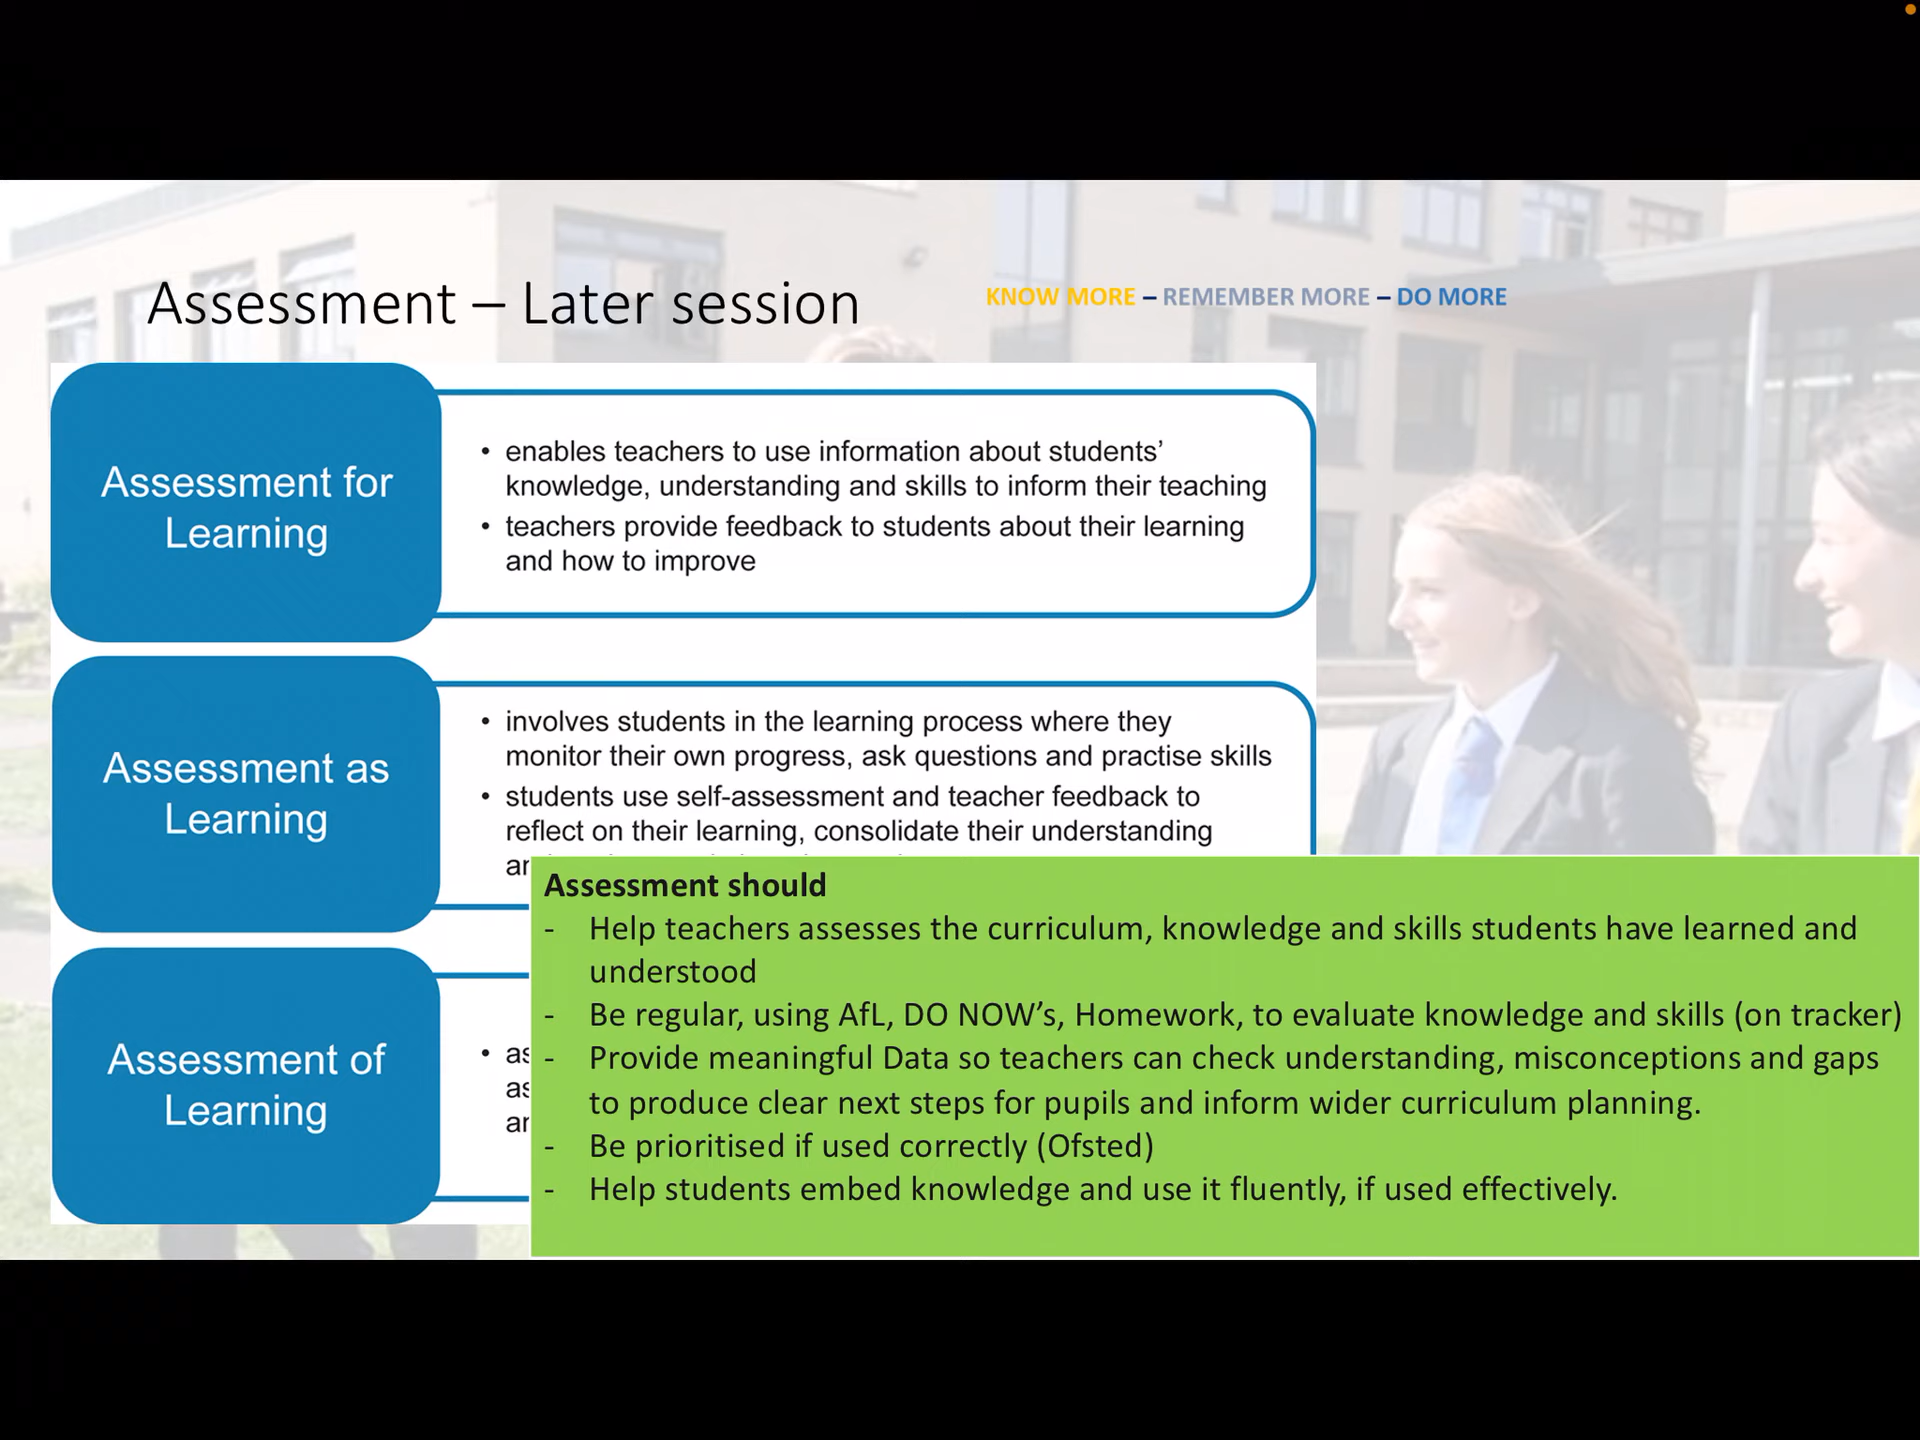 Assessment – Later session
KNOW MORE – REMEMBER MORE – DO MORE
Assessment for
Learning
• enables teachers to use information about students’
knowledge, understanding and skills to inform their teaching
• teachers provide feedback to students about their learning
and how to improve
Assessment as
Learning
• involves students in the learning process where they
monitor their own progress, ask questions and practise skills
• students use self-assessment and teacher feedback to
reflect on their learning, consolidate their understanding
Assessment of
Learning
Assessment should
- Help teachers assesses the curriculum, knowledge and skills students have learned and
understood
- Be regular, using AfL, DO NOW’s, Homework, to evaluate knowledge and skills (on tracker)
- Provide meaningful Data so teachers can check understanding, misconceptions and gaps
to produce clear next steps for pupils and inform wider curriculum planning.
- Be prioritised if used correctly (Ofsted)
- Help students embed knowledge and use it fluently, if used effectively.